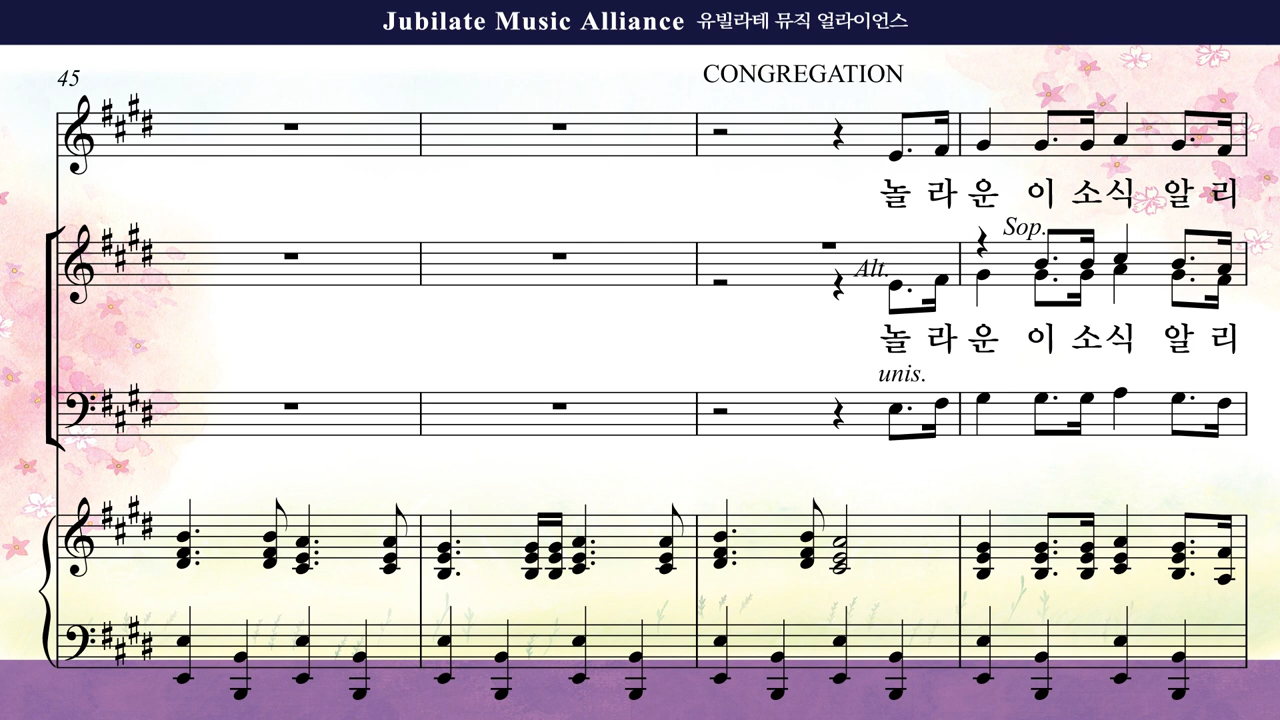 Jubilate Music Alliance 유빌라테 뮤직 얼라이언스
45
CONGREGATION
놀 라 운 이 소 식 알 리
Sop.
Alt.
놀 라 운 이 소 식 알 리
unis.